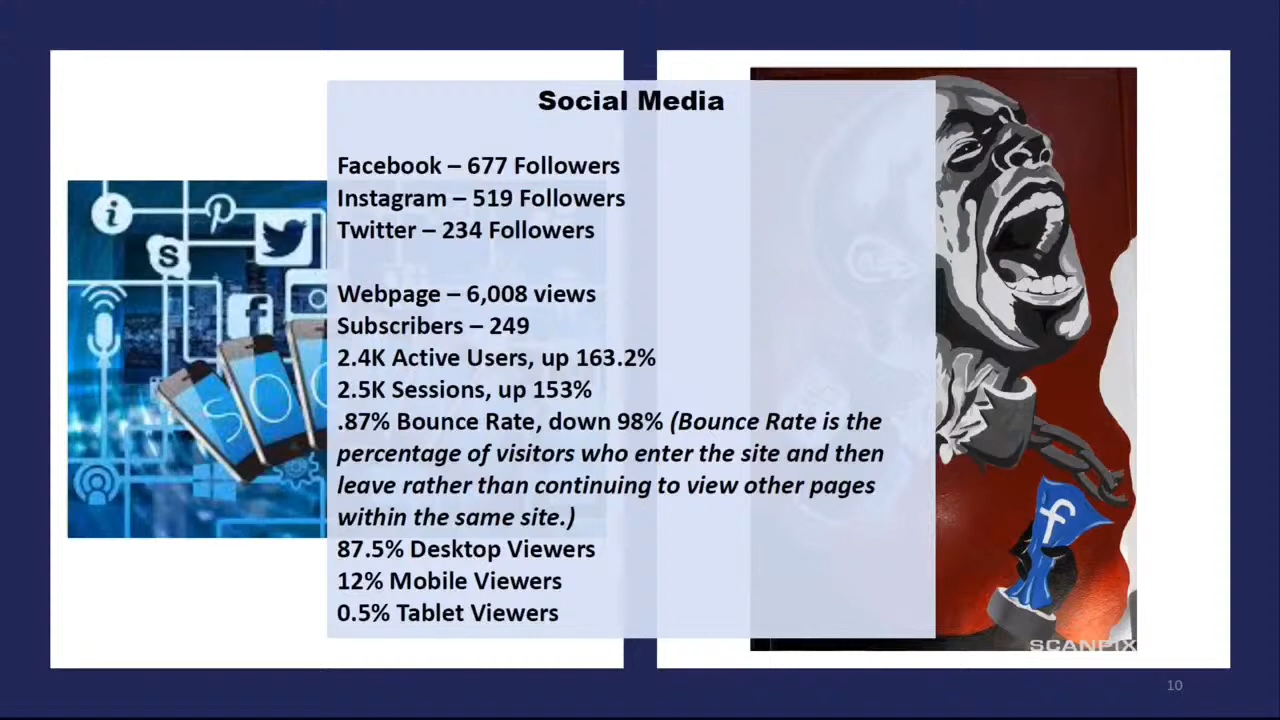 Social Media
Facebook – 677 Followers
Instagram – 519 Followers
Twitter – 234 Followers
Webpage – 6,008 views
Subscribers – 249
2.4K Active Users, up 163.2%
2.5K Sessions, up 153%
.87% Bounce Rate, down 98% (Bounce Rate is the
percentage of visitors who enter the site and then
leave rather than continuing to view other pages
within the same site.)
87.5% Desktop Viewers
12% Mobile Viewers
0.5% Tablet Viewers
i
S
f
S O
f
SCANPIX
10